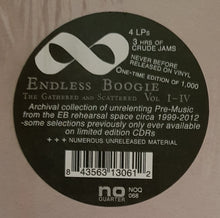 4 LPs
3 HRS OF
CRUDE JAMS
NEVER BEFORE
RELEASED ON VINYL
ONE-TIME EDITION OF 1,000
ENDLESS BOOGIE
THE GATHERED AND SCATTERED VOL I-IV
Archival collection of unrelenting Pre-Music
from the EB rehearsal space circa 1999-2012
-some selections previously only ever available
on limited edition CDRs
+++ NUMEROUS UNRELEASED MATERIAL
8 43563 13061 2
no
QUARTER
NOQ
068